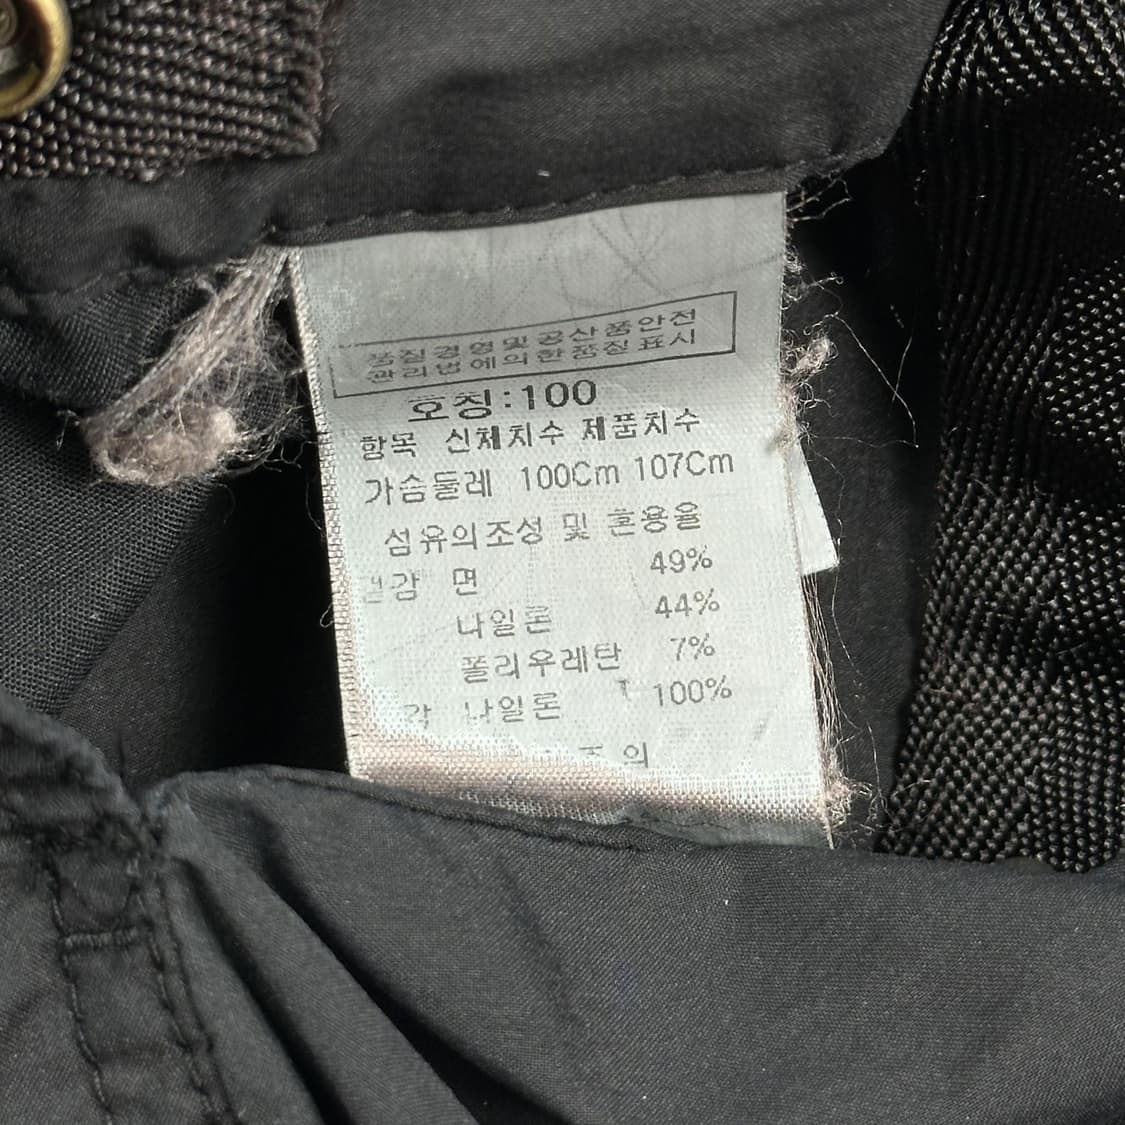 품질경영및공산품안전
관리법에의한품질표시
호칭:100
항목 신체치수 제품치수
가슴둘레 100Cm 107Cm
섬유의조성 및 혼용율
면 49%
나일론 44%
폴리우레탄 7%
나일론 100%